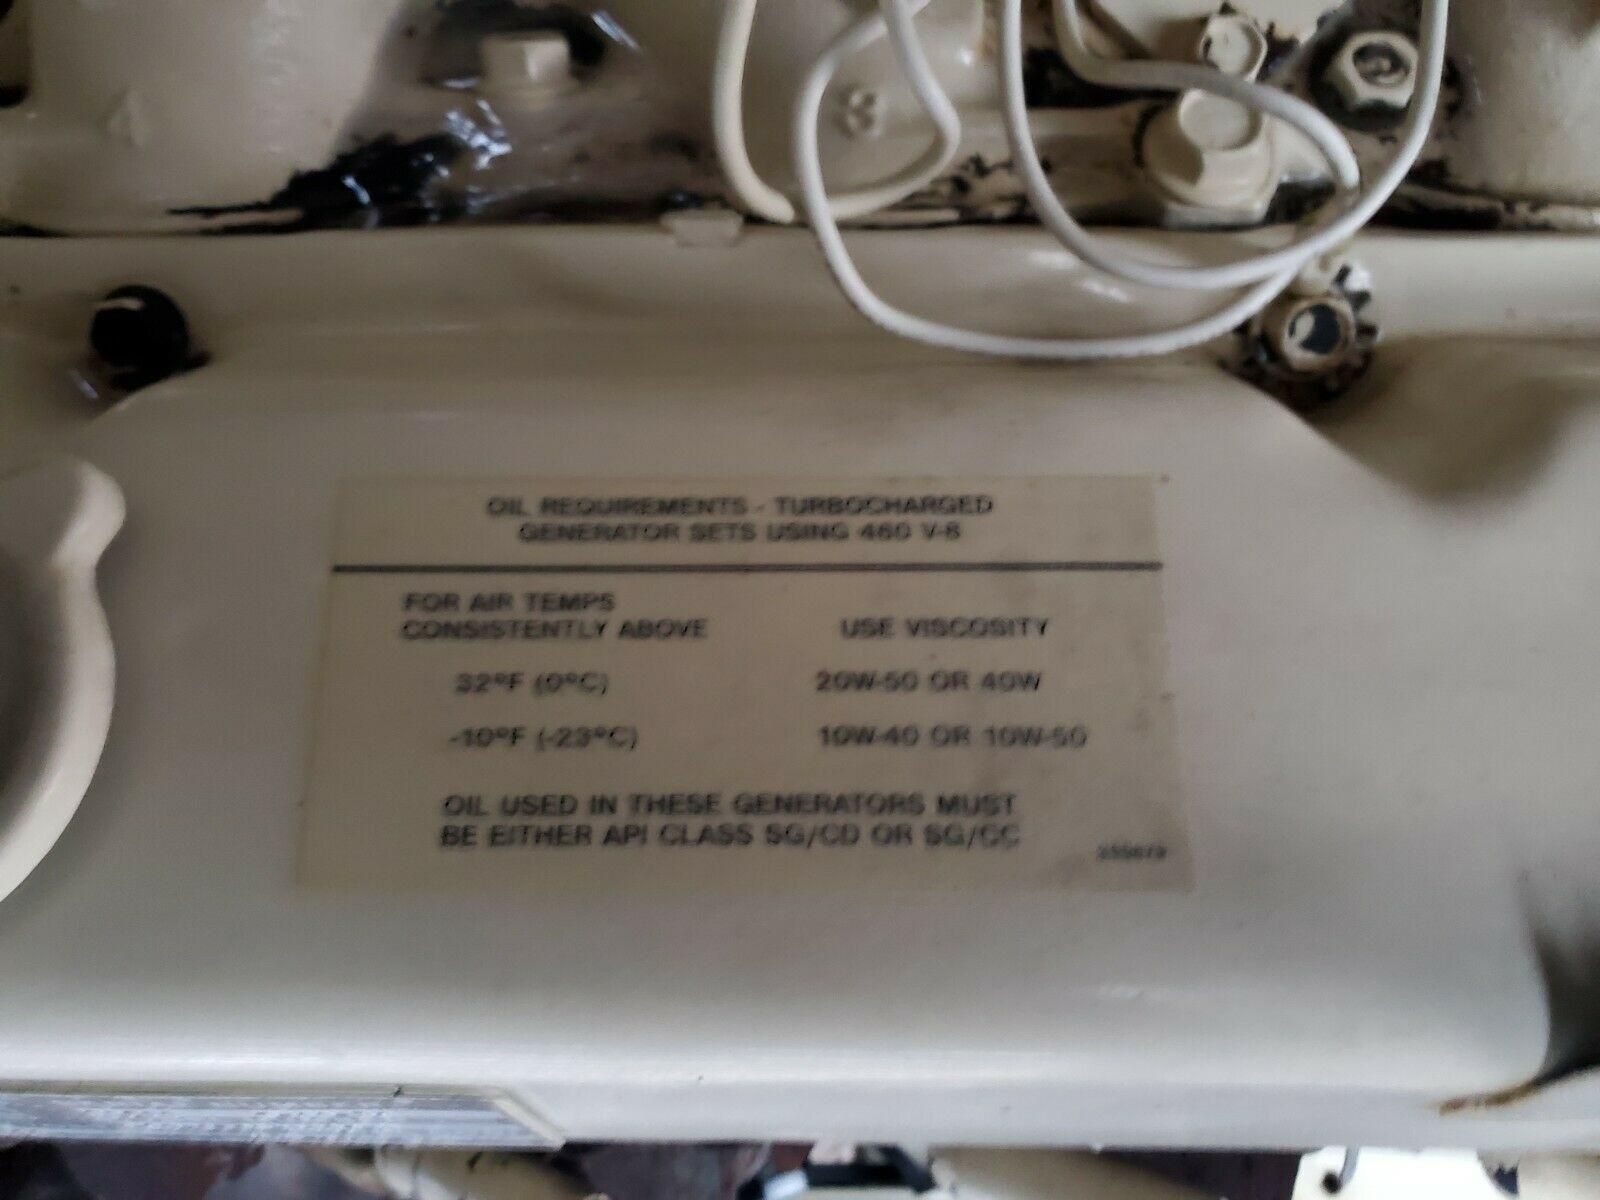 OIL REQUIREMENTS - TURBOCHARGED
GENERATOR SETS USING 460 V-8
FOR AIR TEMPS
CONSISTENTLY ABOVE USE VISCOSITY
32°F (0°C) 20W-50 OR 40W
-10°F (-23°C) 10W-40 OR 10W-50
OIL USED IN THESE GENERATORS MUST
BE EITHER API CLASS SG/CD OR SG/CC